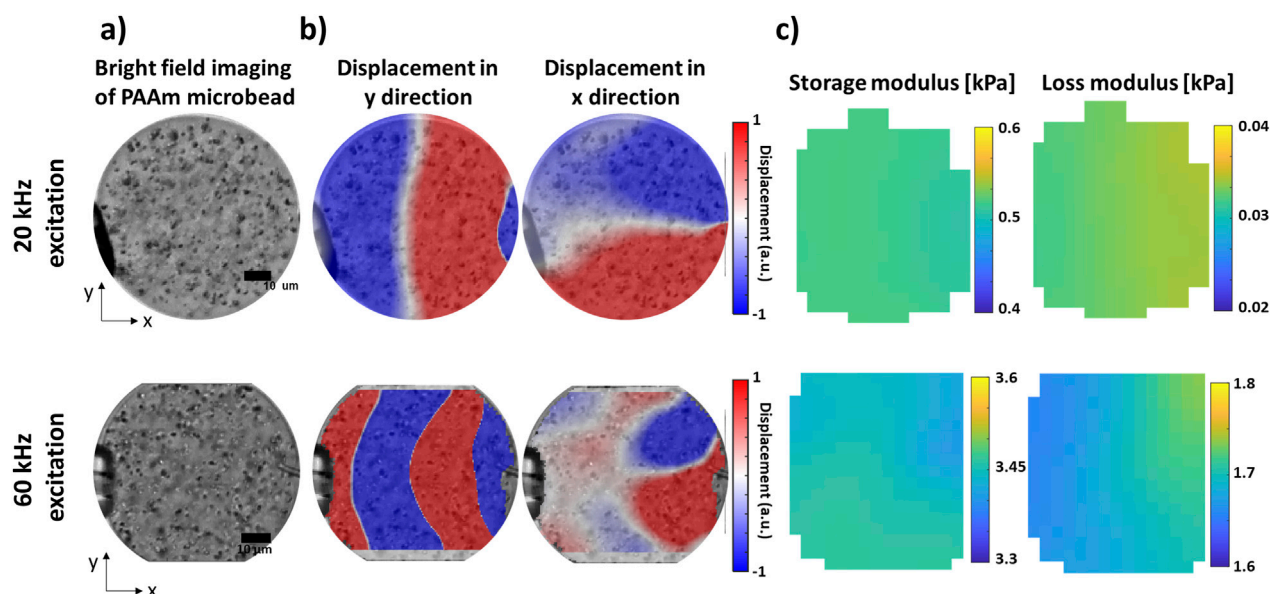 a)
b)
c)
Bright field imaging
of PAAm microbead
Displacement in
y direction
Displacement in
x direction
Storage modulus [kPa]
Loss modulus [kPa]
20 kHz
excitation
10 um
y
x
1
Displacement (a.u.)
-1
0.6
0.5
0.4
0.04
0.03
0.02
60 kHz
excitation
10 μm
y
x
1
Displacement (a.u.)
-1
3.6
3.45
3.3
1.8
1.7
1.6